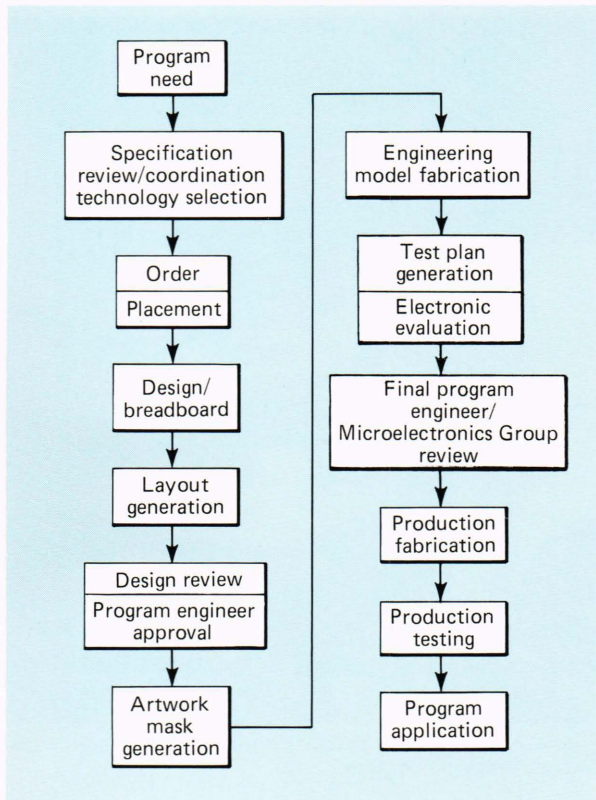 Program
need
Specification
review/coordination
technology selection
Order
Placement
Design/
breadboard
Layout
generation
Design review
Program engineer
approval
Artwork
mask
generation
Engineering
model fabrication
Test plan
generation
Electronic
evaluation
Final program
engineer/
Microelectronics Group
review
Production
fabrication
Production
testing
Program
application